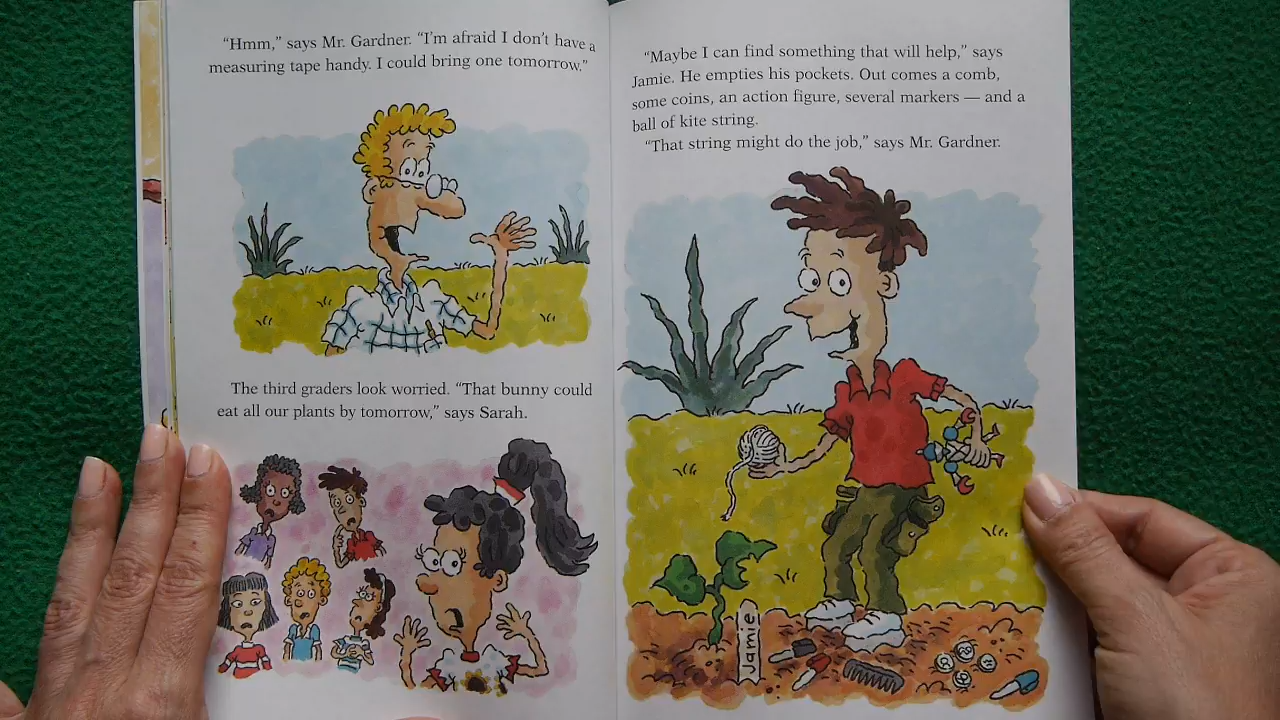 “Hmm,” says Mr. Gardner. “I’m afraid I don’t have a
measuring tape handy. I could bring one tomorrow.”
The third graders look worried. “That bunny could
eat all our plants by tomorrow,” says Sarah.
“Maybe I can find something that will help,” says
Jamie. He empties his pockets. Out comes a comb,
some coins, an action figure, several markers — and a
ball of kite string.
“That string might do the job,” says Mr. Gardner.
Jamie